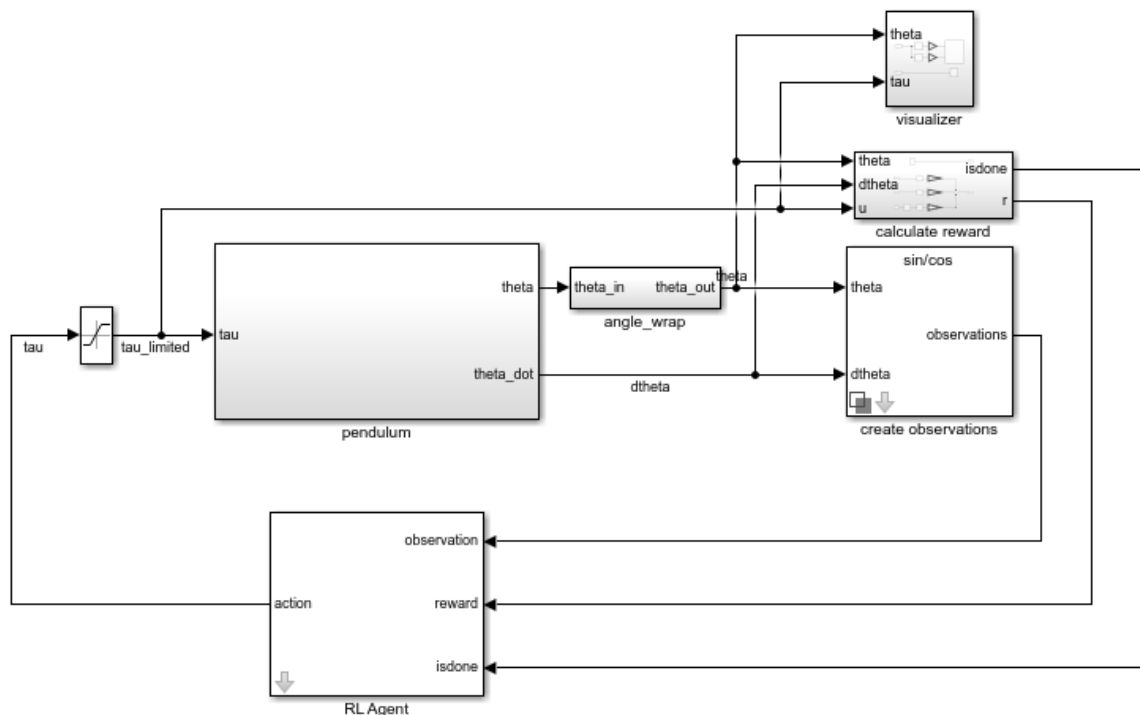 theta
tau
visualizer
theta
dtheta
u
isdone
r
calculate reward
tau
tau_limited
tau
theta
theta_dot
pendulum
theta_in
theta_out
angle_wrap
theta
dtheta
sin/cos
theta
dtheta
observations
create observations
observation
action
reward
isdone
RL Agent